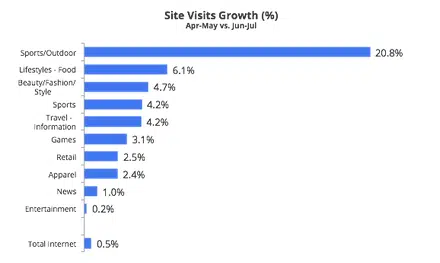 Site Visits Growth (%)
Apr-May vs. Jun-Jul
Sports/Outdoor 20.8%
Lifestyles - Food 6.1%
Beauty/Fashion/
Style 4.7%
Sports 4.2%
Travel -
Information 4.2%
Games 3.1%
Retail 2.5%
Apparel 2.4%
News 1.0%
Entertainment 0.2%
Total Internet 0.5%